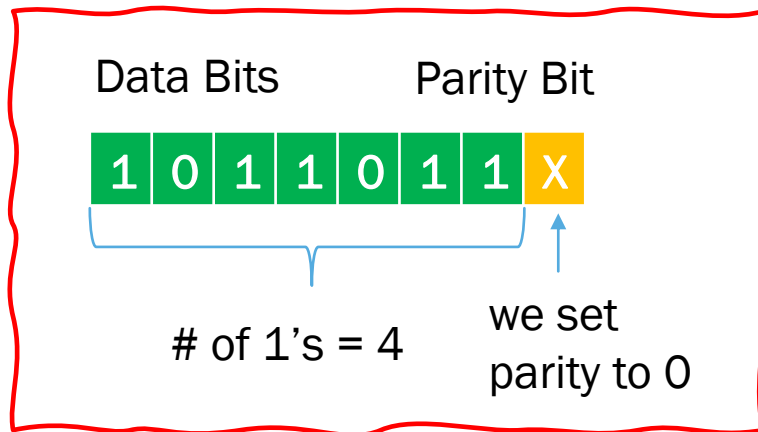 Data Bits Parity Bit
1 0 1 1 0 1 1 X
# of 1’s = 4
we set
parity to 0